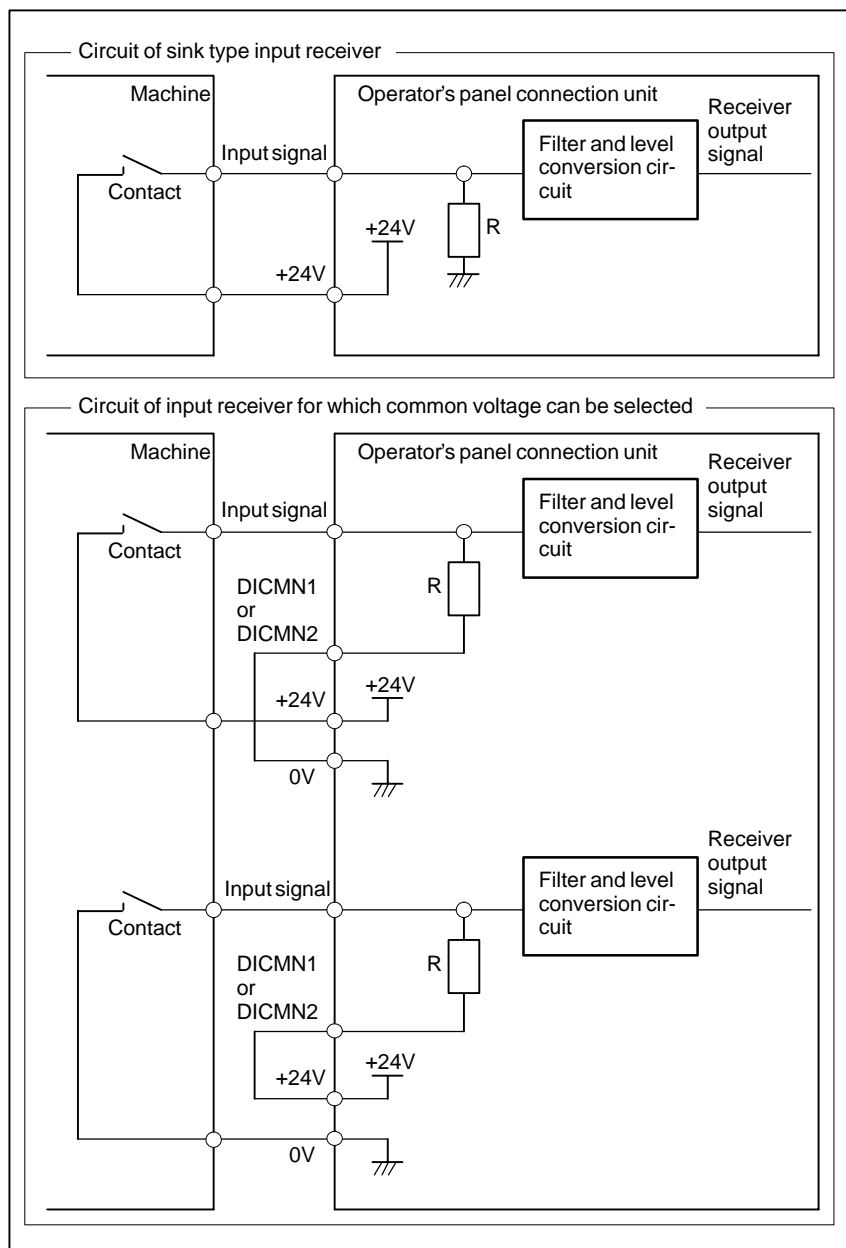 Circuit of sink type input receiver
Machine
Operator's panel connection unit
Receiver
output
signal
Input signal
Filter and level
conversion cir-
cuit
Contact
+24V
R
+24V
Circuit of input receiver for which common voltage can be selected
Machine
Operator's panel connection unit
Receiver
output
signal
Input signal
Filter and level
conversion cir-
cuit
Contact
DICMN1
or
DICMN2
R
+24V
+24V
0V
Receiver
output
signal
Input signal
Filter and level
conversion cir-
cuit
Contact
DICMN1
or
DICMN2
R
+24V
+24V
0V